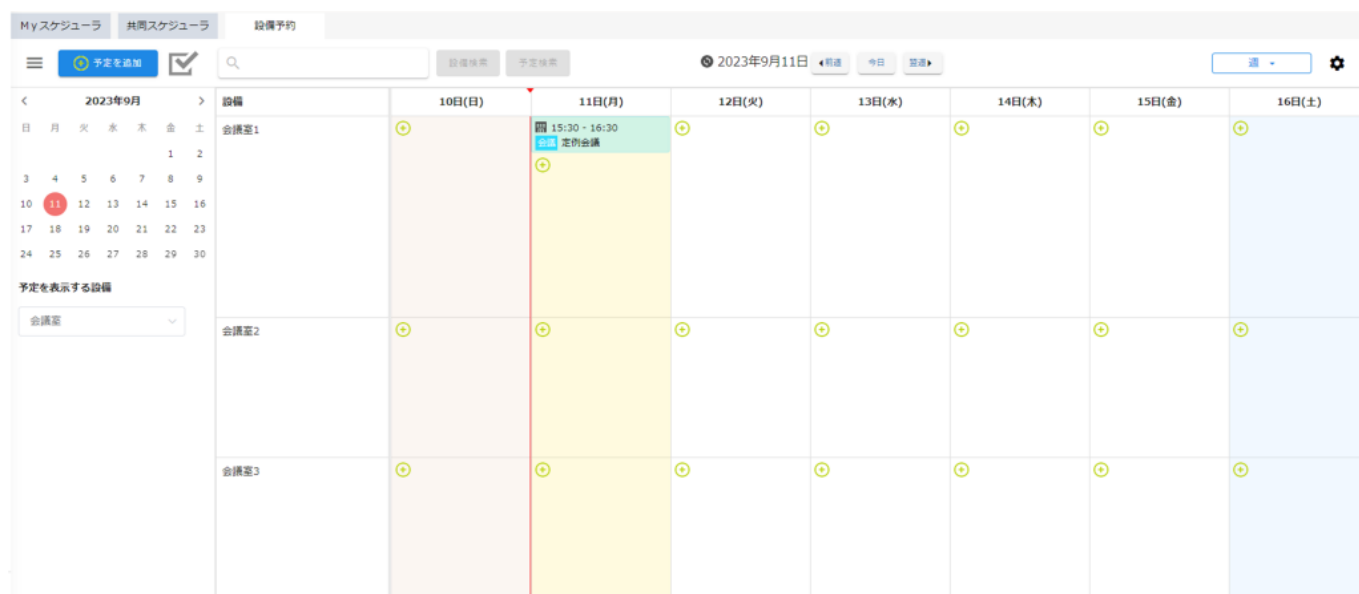 Myスケジューラ 共同スケジューラ 設備予約
予定を追加 設備検索 予定検索 2023年9月11日 前週 今日 翌週 週
2023年9月 設備 10日(日) 11日(月) 12日(火) 13日(水) 14日(木) 15日(金) 16日(土)
日 月 火 水 木 金 土
会議室1 15:30 - 16:30
会議 定例会議
1 2
3 4 5 6 7 8 9
10 11 12 13 14 15 16
17 18 19 20 21 22 23
24 25 26 27 28 29 30
予定を表示する設備
会議室
会議室2
会議室3